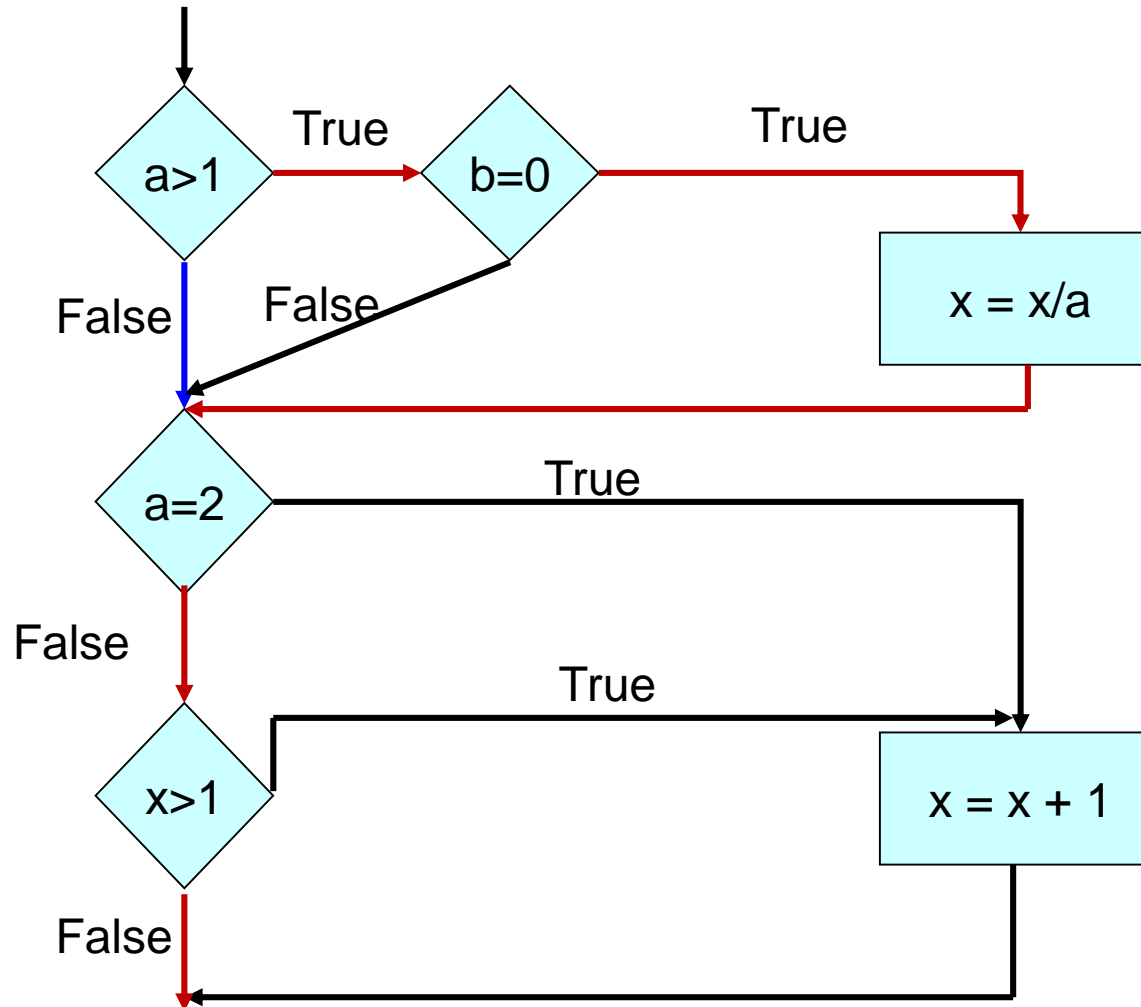 True
True
a>1
b=0
False
False
x = x/a
True
a=2
False
True
x>1
x = x + 1
False